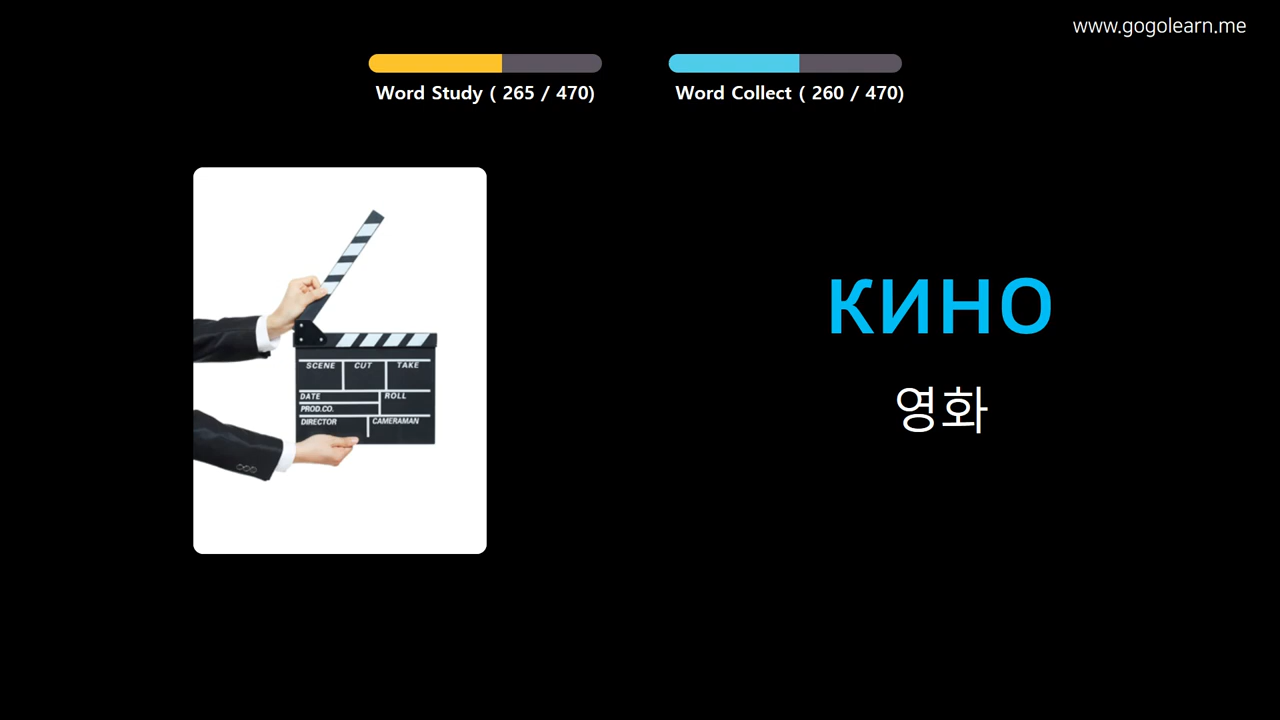 www.gogolearn.me
Word Study ( 265 / 470)
Word Collect ( 260 / 470)
SCENE CUT TAKE
DATE ROLL
PROD.CO.
DIRECTOR CAMERAMAN
кино
영화